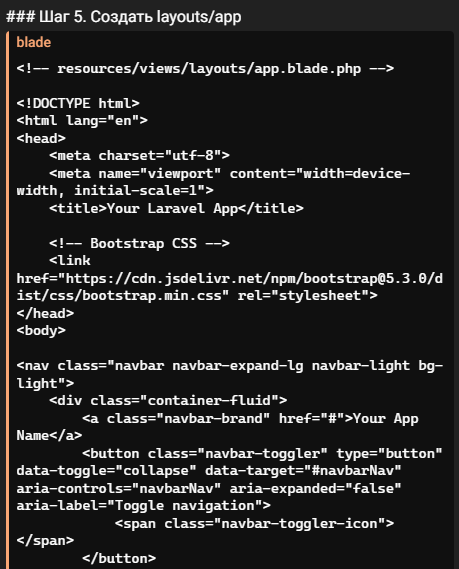 ### Шаг 5. Создать layouts/app
blade
<!-- resources/views/layouts/app.blade.php -->
<!DOCTYPE html>
<html lang="en">
<head>
    <meta charset="utf-8">
    <meta name="viewport" content="width=device-
width, initial-scale=1">
    <title>Your Laravel App</title>
    <!-- Bootstrap CSS -->
    <link
href="https://cdn.jsdelivr.net/npm/bootstrap@5.3.0/d
ist/css/bootstrap.min.css" rel="stylesheet">
</head>
<body>
<nav class="navbar navbar-expand-lg navbar-light bg-
light">
    <div class="container-fluid">
        <a class="navbar-brand" href="#">Your App
Name</a>
        <button class="navbar-toggler" type="button"
data-toggle="collapse" data-target="#navbarNav"
aria-controls="navbarNav" aria-expanded="false"
aria-label="Toggle navigation">
            <span class="navbar-toggler-icon">
</span>
        </button>